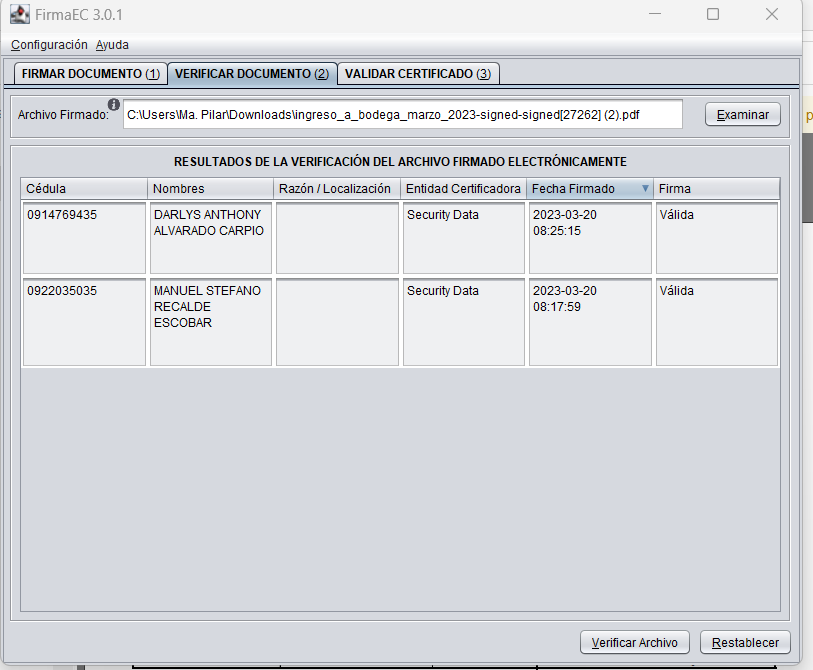 FirmaEC 3.0.1
Configuración Ayuda
FIRMAR DOCUMENTO (1) VERIFICAR DOCUMENTO (2) VALIDAR CERTIFICADO (3)
Archivo Firmado: C:\Users\Ma. Pilar\Downloads\ingreso_a_bodega_marzo_2023-signed-signed[27262] (2).pdf Examinar
RESULTADOS DE LA VERIFICACIÓN DEL ARCHIVO FIRMADO ELECTRÓNICAMENTE
Cédula Nombres Razón / Localización Entidad Certificadora Fecha Firmado Firma
0914769435 DARLYS ANTHONY Security Data 2023-03-20 Válida
ALVARADO CARPIO 08:25:15
0922035035 MANUEL STEFANO Security Data 2023-03-20 Válida
RECALDE 08:17:59
ESCOBAR
Verificar Archivo Restablecer